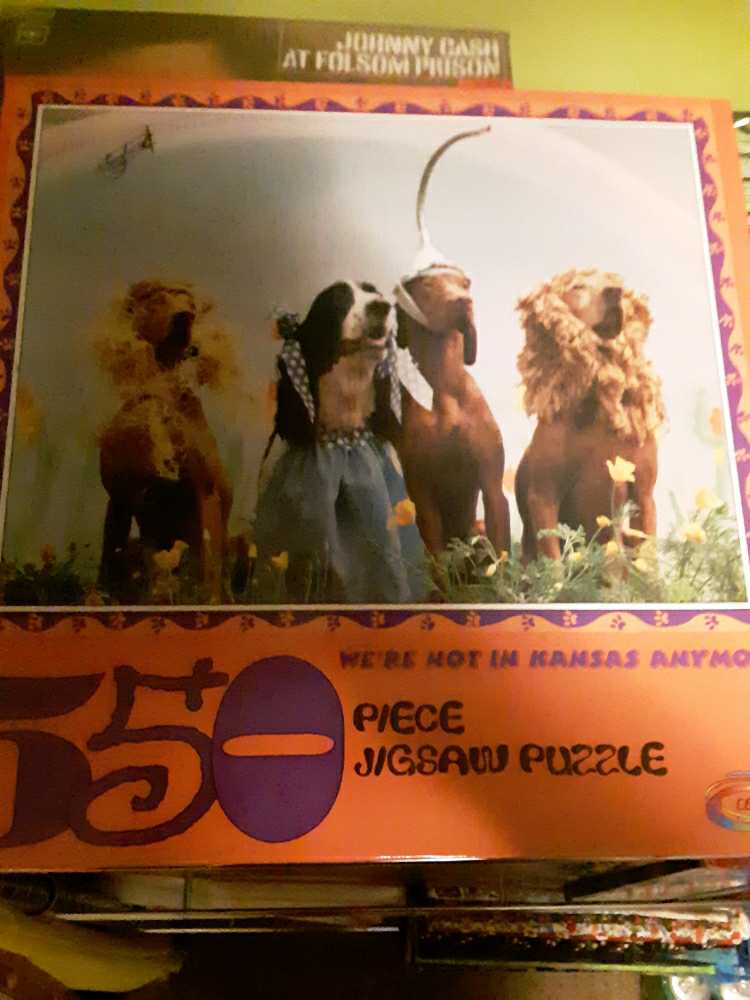 JOHNNY CASH
AT FOLSOM PRISON
WE'RE NOT IN KANSAS ANYMO
550
PIECE
JIGSAW PUZZLE